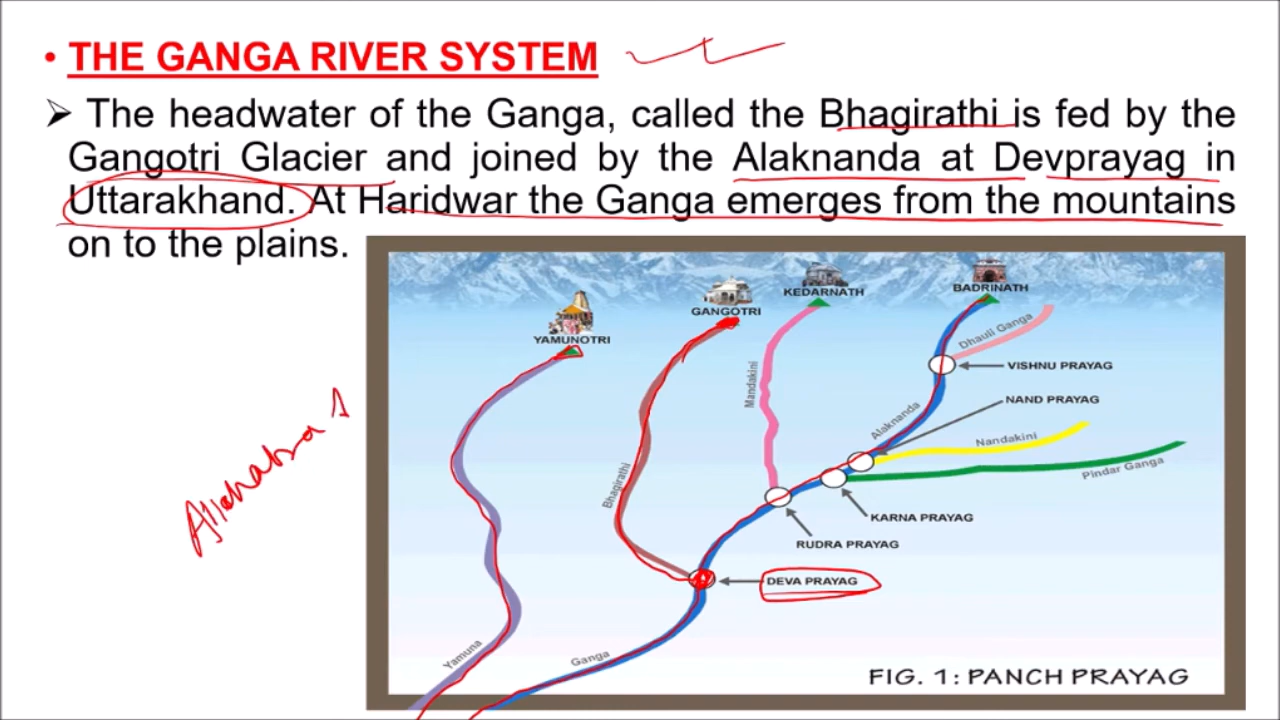 • THE GANGA RIVER SYSTEM
➢ The headwater of the Ganga, called the Bhagirathi is fed by the
Gangotri Glacier and joined by the Alaknanda at Devprayag in
Uttarakhand. At Haridwar the Ganga emerges from the mountains
on to the plains.
YAMUNOTRI
GANGOTRI
KEDARNATH
BADRINATH
Dhauli Ganga
VISHNU PRAYAG
Mandakini
NAND PRAYAG
Alaknanda
Nandakini
Pindar Ganga
Bhagirathi
KARNA PRAYAG
RUDRA PRAYAG
DEVA PRAYAG
Yamuna
Ganga
FIG. 1: PANCH PRAYAG